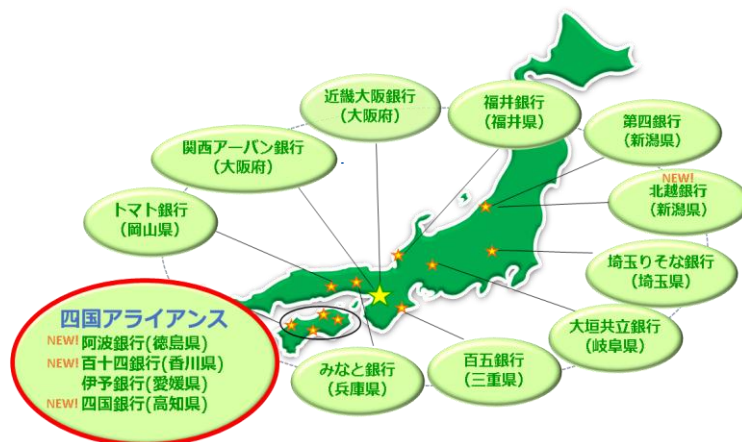 近畿大阪銀行
(大阪府)
福井銀行
(福井県)
第四銀行
(新潟県)
関西アーバン銀行
(大阪府)
NEW!
北越銀行
(新潟県)
トマト銀行
(岡山県)
埼玉りそな銀行
(埼玉県)
四国アライアンス
NEW! 阿波銀行(徳島県)
NEW! 百十四銀行(香川県)
伊予銀行(愛媛県)
NEW! 四国銀行(高知県)
大垣共立銀行
(岐阜県)
みなと銀行
(兵庫県)
百五銀行
(三重県)